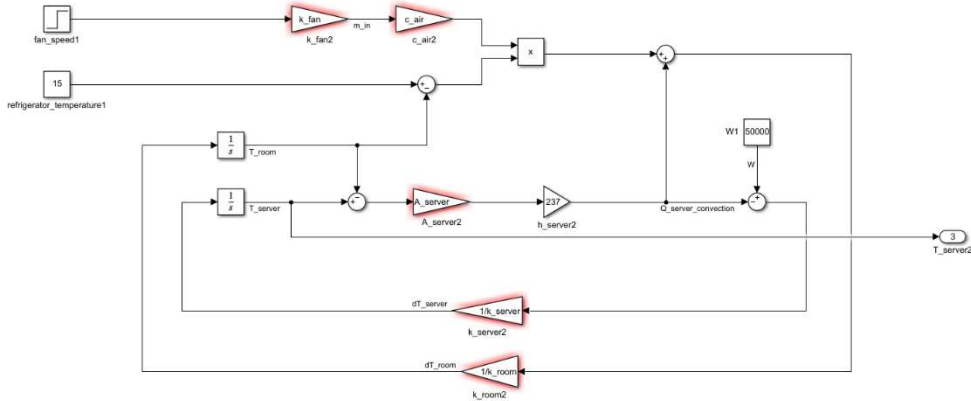 k_fan
m_in
c_air
fan_speed1
k_fan2
c_air2
x
15
refrigerator_temperature1
W1
50000
1
s
T_room
W
1
s
T_server
A_server
A_server2
237
h_server2
Q_server_convection
3
T_server2
dT_server
1/k_server
k_server2
dT_room
1/k_room
k_room2